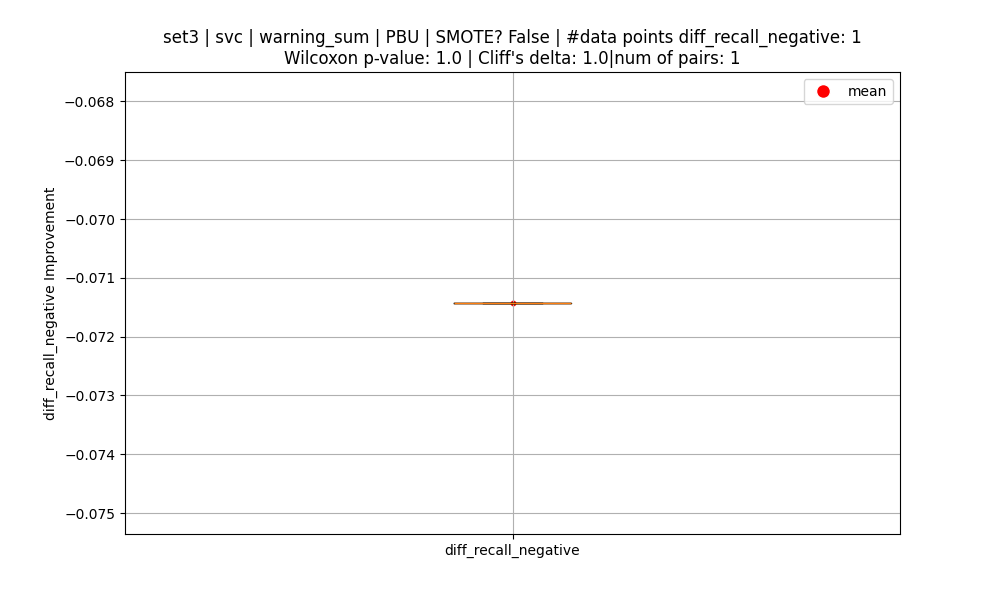 set3 | svc | warning_sum | PBU | SMOTE? False | #data points diff_recall_negative: 1
Wilcoxon p-value: 1.0 | Cliff's delta: 1.0|num of pairs: 1
mean
−0.068
−0.069
−0.070
−0.071
−0.072
−0.073
−0.074
−0.075
diff_recall_negative Improvement
diff_recall_negative